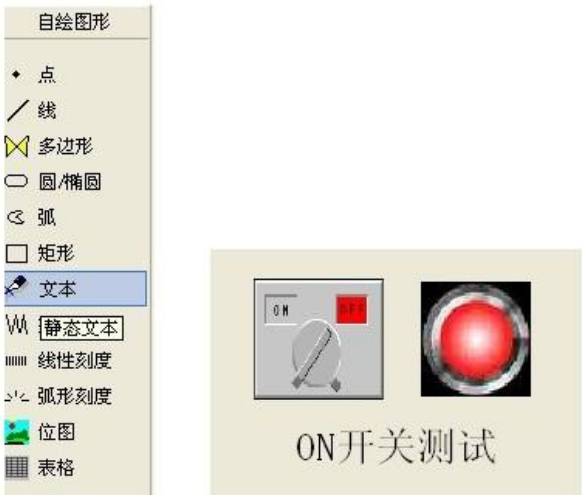 自绘图形
点
线
多边形
圆/椭圆
弧
矩形
文本
静态文本
线性刻度
弧形刻度
位图
表格
ON OFF
ON开关测试